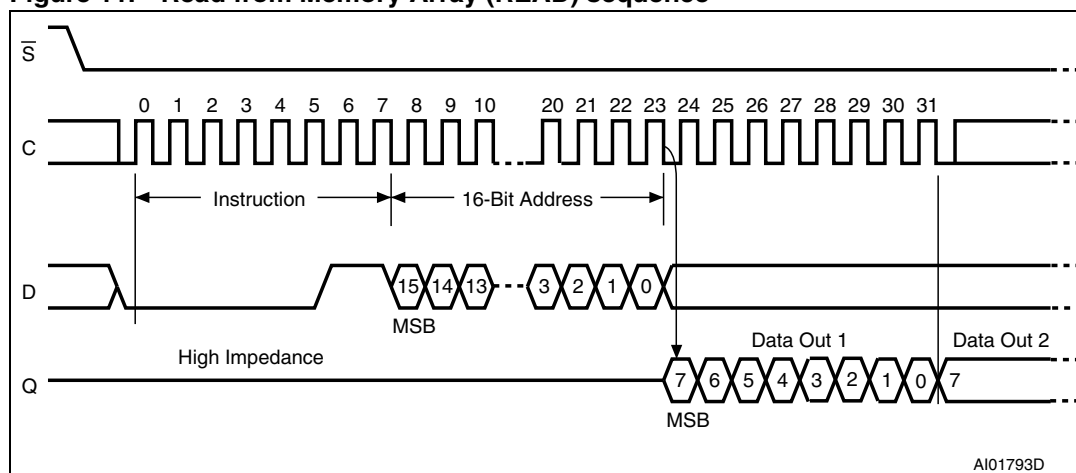 Figure 11. Read from Memory Array (READ) sequence
S
0 1 2 3 4 5 6 7 8 9 10 20 21 22 23 24 25 26 27 28 29 30 31
C
Instruction 16-Bit Address
D 15 14 13 3 2 1 0
MSB
High Impedance Data Out 1 Data Out 2
Q 7 6 5 4 3 2 1 0 7
MSB
AI01793D